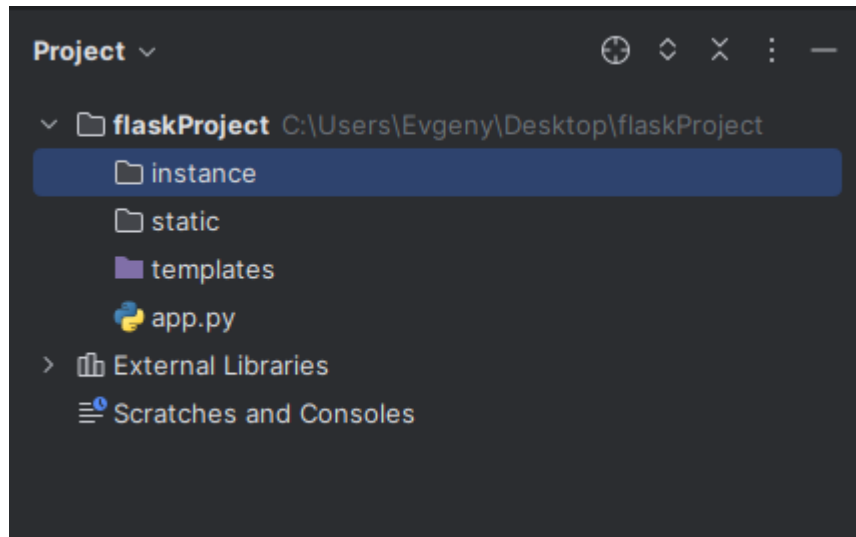 Project
flaskProject C:\Users\Evgeny\Desktop\flaskProject
instance
static
templates
app.py
External Libraries
Scratches and Consoles